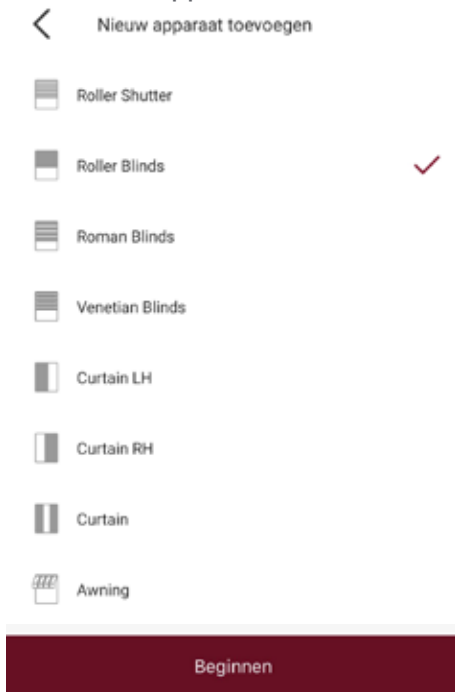 Nieuw apparaat toevoegen
Roller Shutter
Roller Blinds
Roman Blinds
Venetian Blinds
Curtain LH
Curtain RH
Curtain
Awning
Beginnen